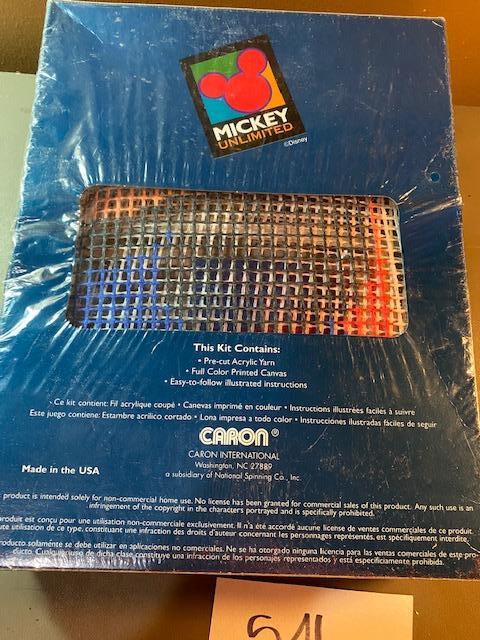 MICKEY
UNLIMITED
©Disney
This Kit Contains:
• Pre-cut Acrylic Yarn
• Full Color Printed Canvas
• Easy-to-follow illustrated instructions
Ce kit contient: Fil acrylique coupé • Canevas imprimé en couleur • Instructions illustrées faciles à suivre
Este juego contiene: Estambre acrílico cortado • Lona impresa a todo color • Instrucciones ilustradas fáciles de seguir
CARON®
CARON INTERNATIONAL
Washington, NC 27889
a subsidiary of National Spinning Co., Inc.
Made in the USA
product is intended solely for non-commercial home use. No license has been granted for commercial sales of this product. Any such use is an
infringement of the copyright in the characters portrayed and is specifically prohibited.
produit est conçu pour une utilisation non-commerciale exclusivement. Il n'a été accordé aucune license de ventes commerciales de ce produit.
ute utilisation de ce type, constituant une infraction des droits d'auteur concernant les personnages représentés, est spécifiquement interdite.
roducto solamente se debe utilizar en aplicaciones no comerciales. Ne se ha otorgado ninguna licencia para las ventas comerciales de este pro-
ducto. Cualquier uso de dicha clase constituye una infracción de los personajes representados y está específicamente prohibido.